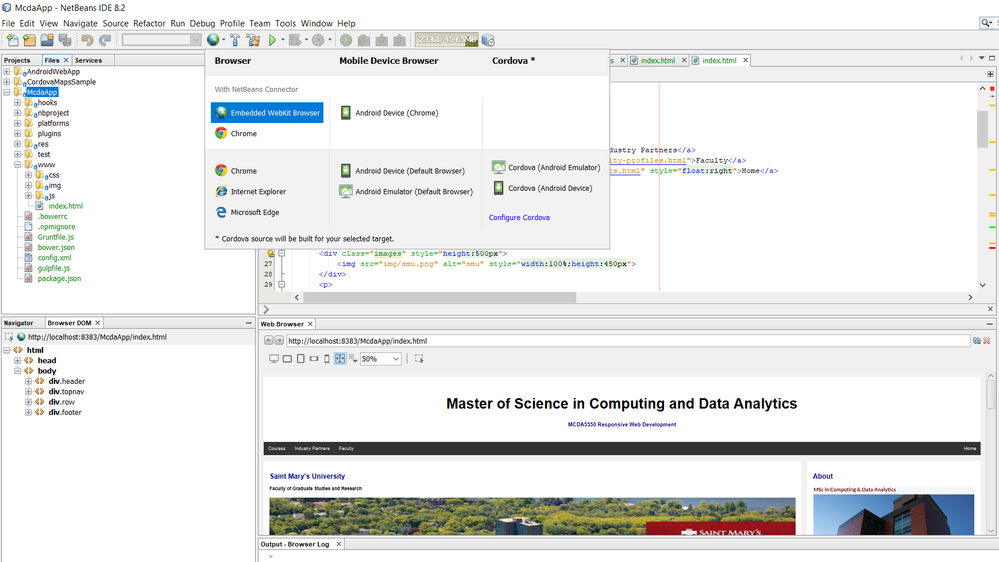 McdaApp - NetBeans IDE 8.2
File Edit View Navigate Source Refactor Run Debug Profile Team Tools Window Help
233.1/454.5MB
Projects Files Services
AndroidWebApp
CordovaMapsSample
McdaApp
hooks
nbproject
platforms
plugins
res
test
www
css
img
js
index.html
.bowerrc
.npmignore
Gruntfile.js
bower.json
config.xml
gulpfile.js
package.json
Browser Mobile Device Browser Cordova *
With NetBeans Connector
Embedded WebKit Browser
Chrome
Android Device (Chrome)
Chrome
Internet Explorer
Microsoft Edge
Android Device (Default Browser)
Android Emulator (Default Browser)
Cordova (Android Emulator)
Cordova (Android Device)
Configure Cordova
* Cordova source will be built for your selected target.
s index.html index.html
dustry Partners</a>
lty-profiles.html">Faculty</a>
cs.html" style="float:right">Home</a>
<div class="images" style="height:500px">
27 <img src="img/smu.png" alt="smu" style="width:100%;height:450px">
28 </div>
29 <p>
Navigator Browser DOM
http://localhost:8383/McdaApp/index.html
html
head
body
div.header
div.topnav
div.row
div.footer
Web Browser
http://localhost:8383/McdaApp/index.html
50%
Master of Science in Computing and Data Analytics
MCDA5550 Responsive Web Development
Courses Industry Partners Faculty Home
Saint Mary's University
Faculty of Graduate Studies and Research
SAINT MARY'S
About
MSc in Computing & Data Analytics
Output - Browser Log
>